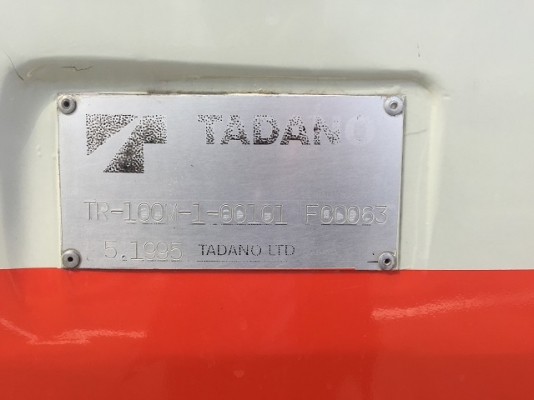 TADANO
TR-100M-1-00101 F00063
5.1995 TADANO LTD